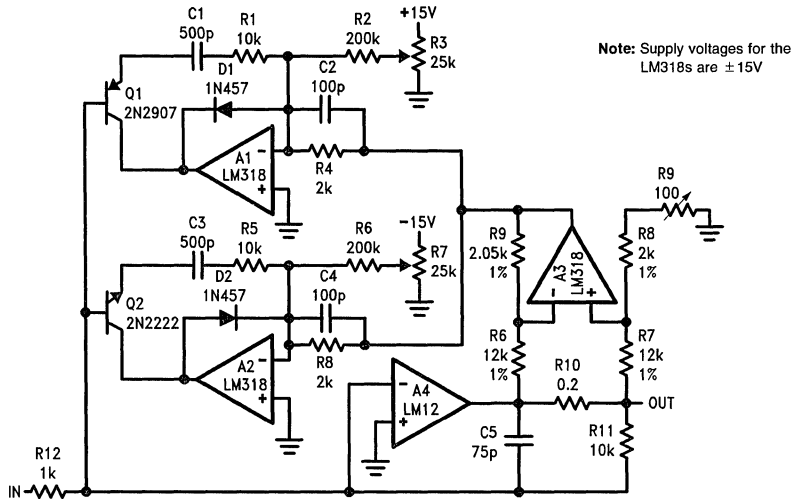 C1
500p
R1
10k
R2
200k
+15V
R3
25k
Note: Supply voltages for the
LM318s are ±15V
D1
1N457
C2
100p
Q1
2N2907
A1
LM318
−
+
R4
2k
C3
500p
R5
10k
R6
200k
−15V
R7
25k
D2
1N457
C4
100p
Q2
2N2222
A2
LM318
−
+
R8
2k
R9
100
R9
2.05k
1%
A3
LM318
−
+
R8
2k
1%
R6
12k
1%
R7
12k
1%
R10
0.2
OUT
A4
LM12
−
+
C5
75p
R11
10k
R12
1k
IN